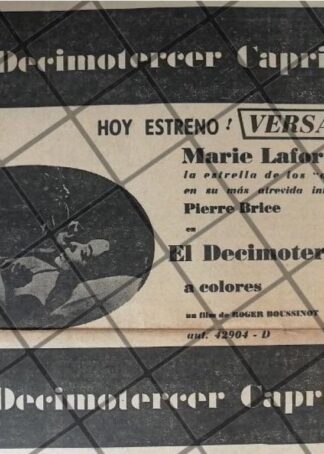 Decimotercer Capri
HOY ESTRENO! VERSA
Marie Lafor
la estrella de los "o
en su más atrevida in
Pierre Brice
en
El Decimoter
a colores
un film de ROGER BOUSSINOT
aut. 42904 - D
Decimotercer Capri